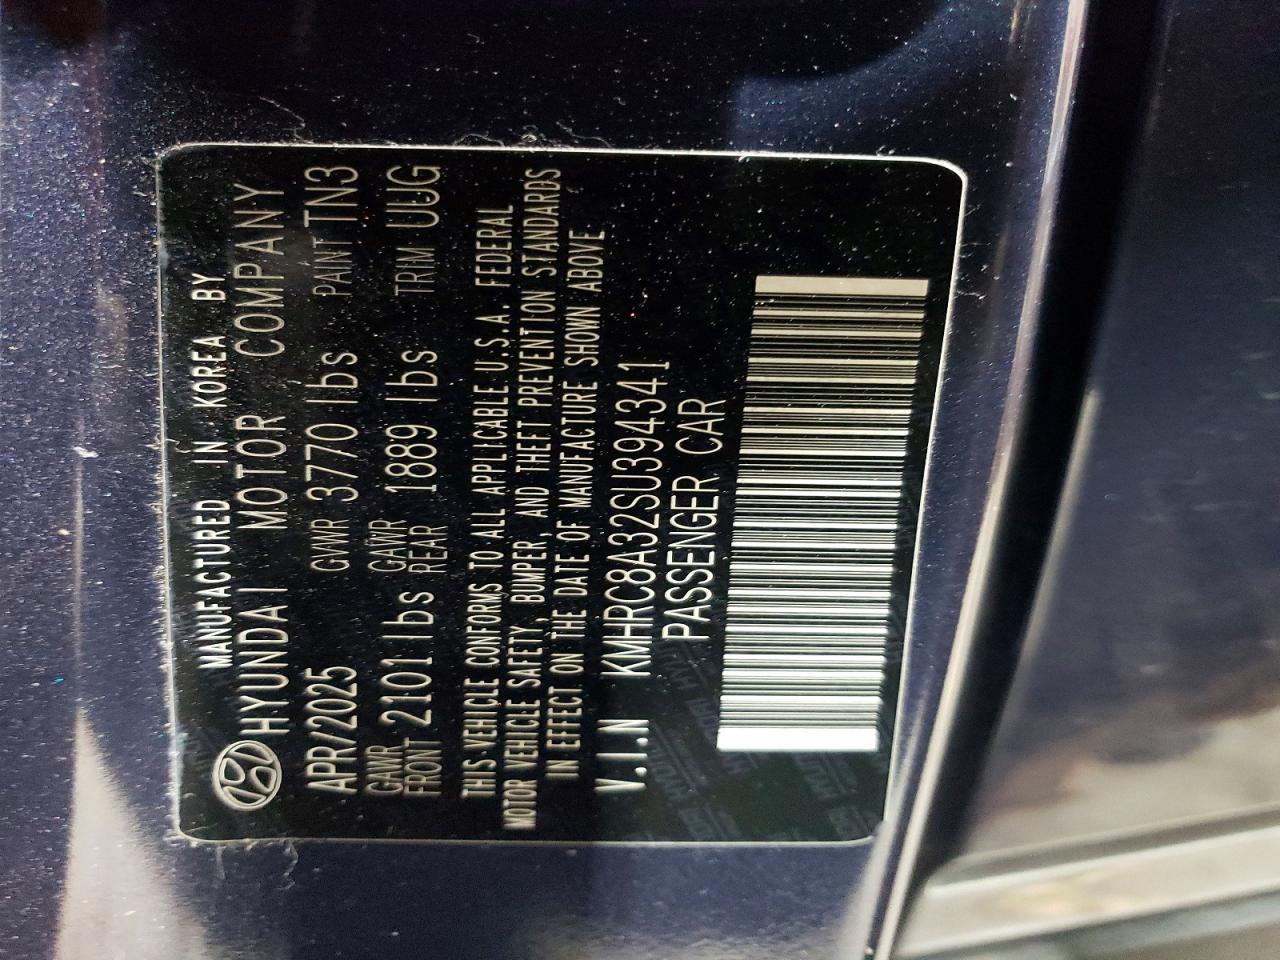 MANUFACTURED IN KOREA BY
HYUNDAI MOTOR COMPANY
APR/2025 GVWR 3770 lbs PAINT TN3
GAWR FRONT 2101 lbs GAWR REAR 1889 lbs TRIM UUG
THIS VEHICLE CONFORMS TO ALL APPLICABLE U.S.A. FEDERAL
MOTOR VEHICLE SAFETY, BUMPER, AND THEFT PREVENTION STANDARDS
IN EFFECT ON THE DATE OF MANUFACTURE SHOWN ABOVE
V.I.N KMHRC8A32SU394341
PASSENGER CAR